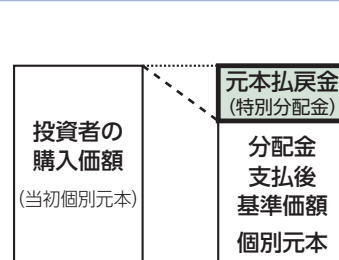 投資者の
購入価額
(当初個別元本)
元本払戻金
(特別分配金)
分配金
支払後
基準価額
個別元本